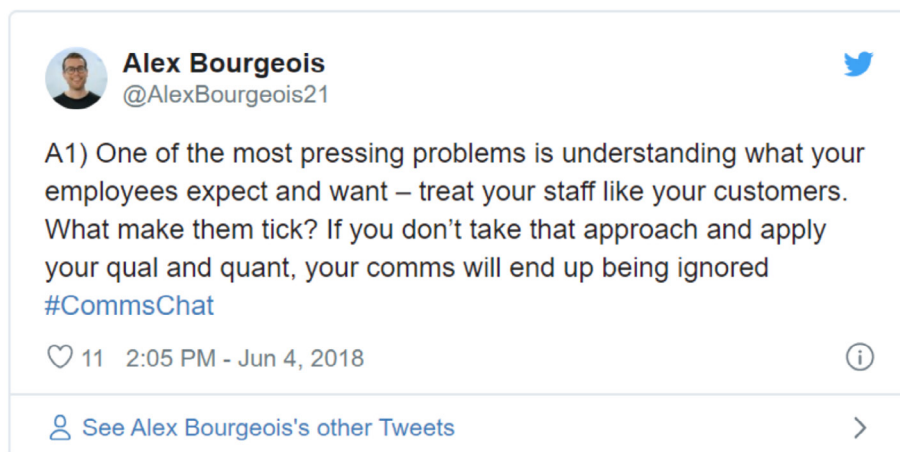 Alex Bourgeois
@AlexBourgeois21
A1) One of the most pressing problems is understanding what your
employees expect and want – treat your staff like your customers.
What make them tick? If you don’t take that approach and apply
your qual and quant, your comms will end up being ignored
#CommsChat
11 2:05 PM - Jun 4, 2018
See Alex Bourgeois's other Tweets